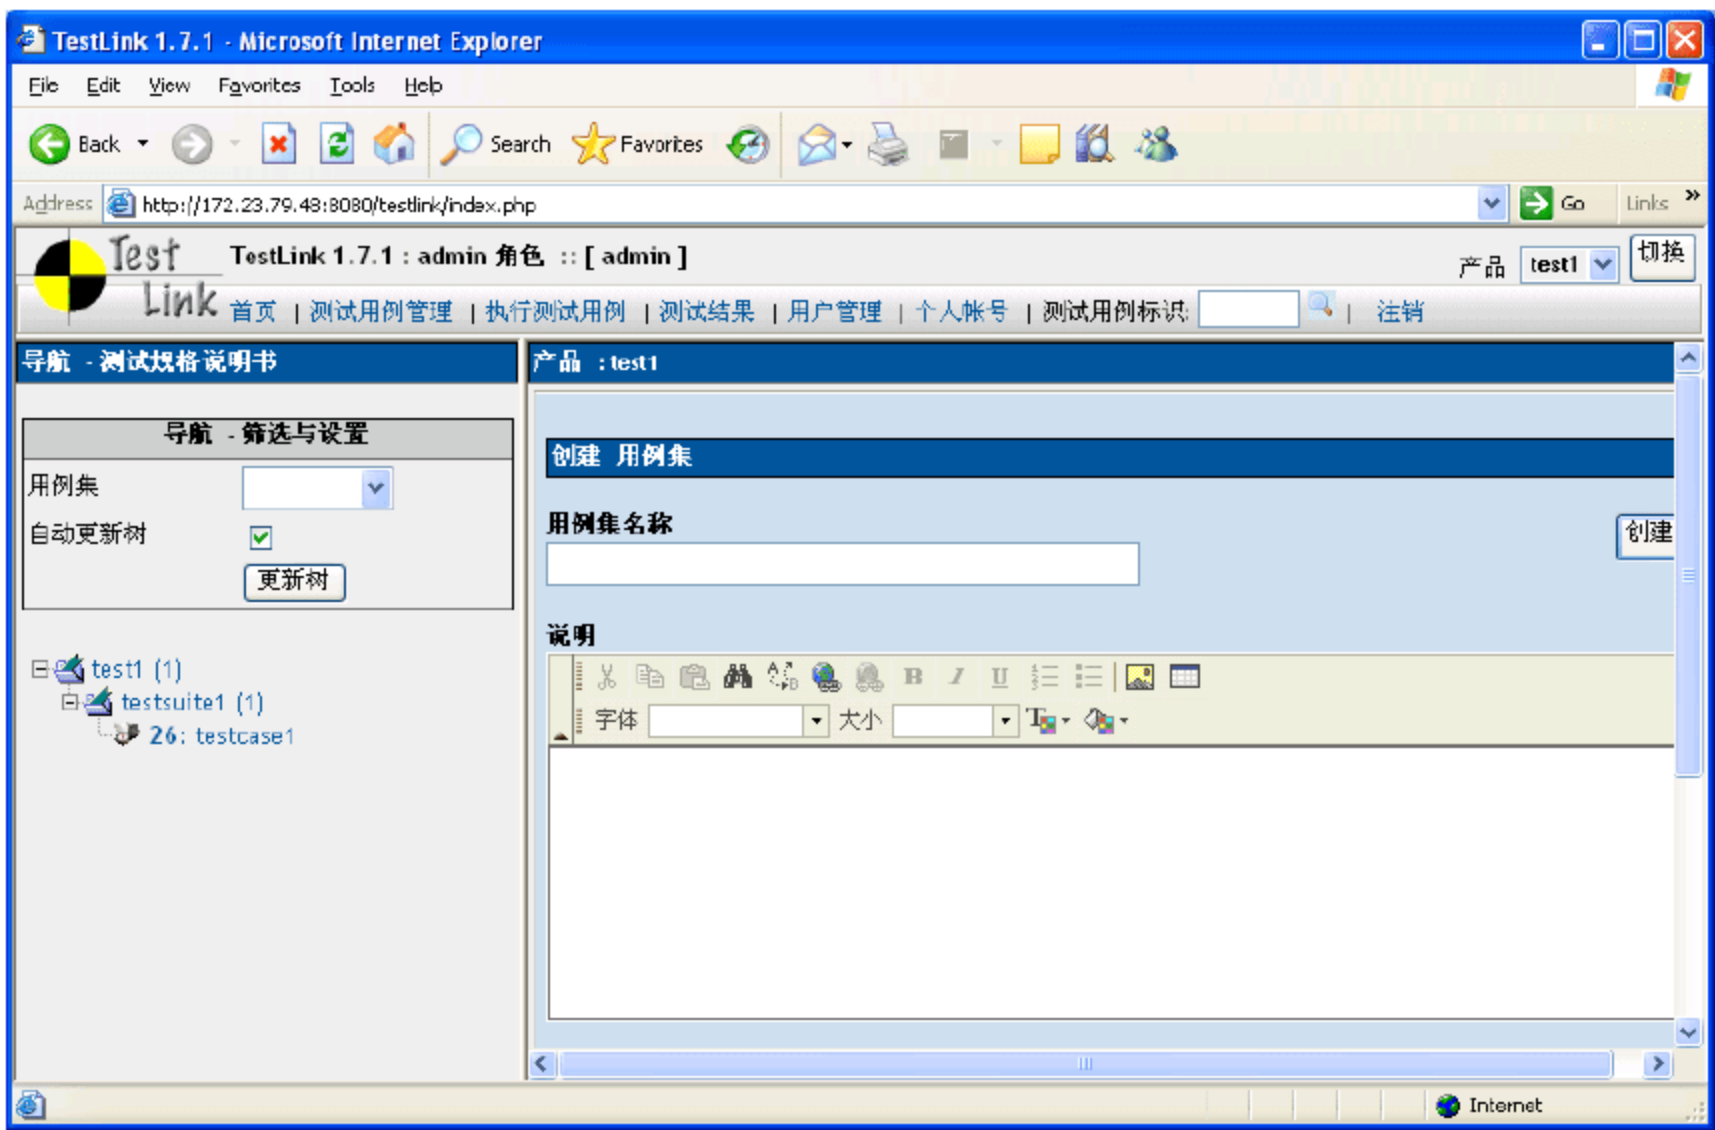 TestLink 1.7.1 - Microsoft Internet Explorer
File Edit View Favorites Tools Help
Back Search Favorites
Address http://172.23.79.48:8080/testlink/index.php Go Links »
Test Link
TestLink 1.7.1 : admin 角色 :: [ admin ]
产品 test1 切换
首页 | 测试用例管理 | 执行测试用例 | 测试结果 | 用户管理 | 个人帐号 | 测试用例标识: | 注销
导航 - 测试规格说明书
导航 - 筛选与设置
用例集
自动更新树
更新树
test1 (1)
testsuite1 (1)
26: testcase1
产品 : test1
创建 用例集
用例集名称
创建
说明
B I U
字体 大小
Internet